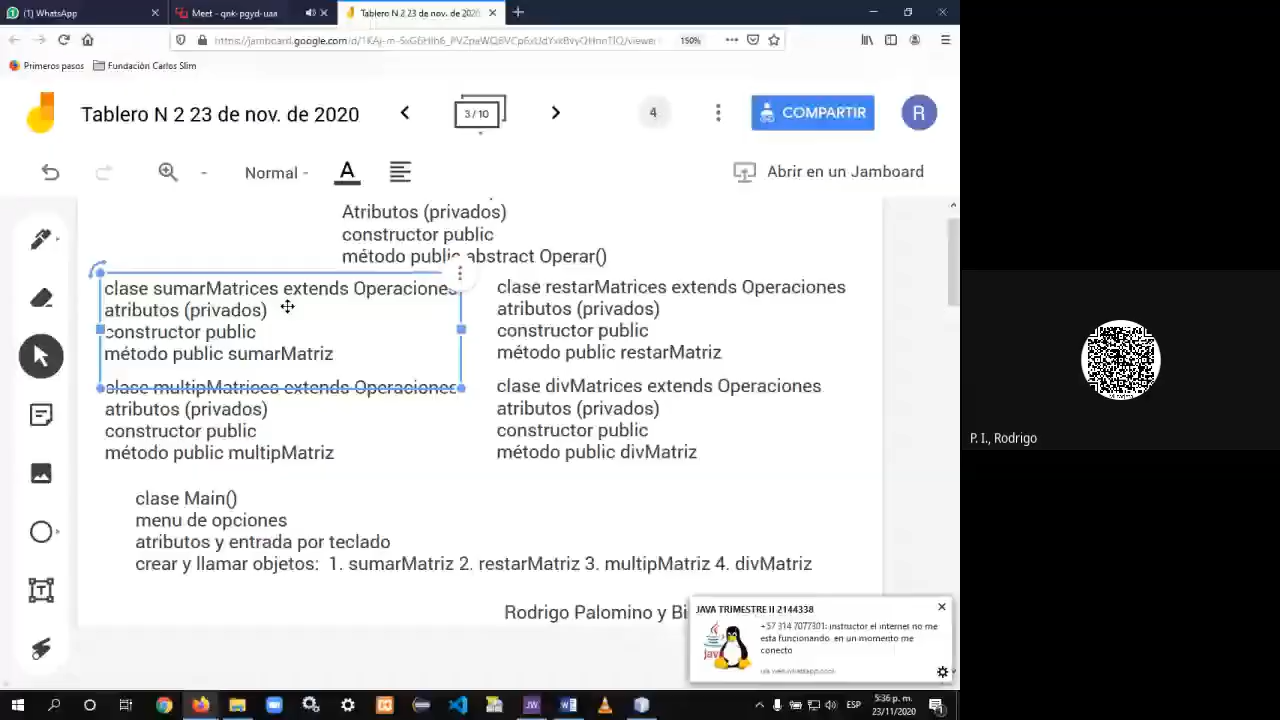 (1) WhatsApp
Meet - qnk-pgyd-uaa
Tablero N 2 23 de nov. de 2020
150%
Primeros pasos
Fundación Carlos Slim
Tablero N 2 23 de nov. de 2020
3 / 10
4
COMPARTIR
R
Normal
A
Abrir en un Jamboard
Atributos (privados)
constructor public
método public abstract Operar()
clase sumarMatrices extends Operaciones
atributos (privados)
constructor public
método public sumarMatriz
clase restarMatrices extends Operaciones
atributos (privados)
constructor public
método public restarMatriz
clase multipMatrices extends Operaciones
atributos (privados)
constructor public
método public multipMatriz
clase divMatrices extends Operaciones
atributos (privados)
constructor public
método public divMatriz
clase Main()
menu de opciones
atributos y entrada por teclado
crear y llamar objetos: 1. sumarMatriz 2. restarMatriz 3. multipMatriz 4. divMatriz
Rodrigo Palomino y
JAVA TRIMESTRE II 2144338
instructor el internet no me
esta funcionando en un momento me
conecto
via web.whatsapp.com
P. I., Rodrigo
ESP
5:36 p. m.
23/11/2020